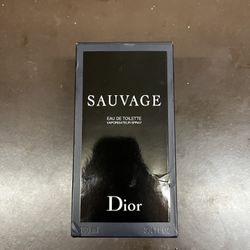 SAUVAGE
EAU DE TOILETTE
VAPORISATEUR-SPRAY
Dior